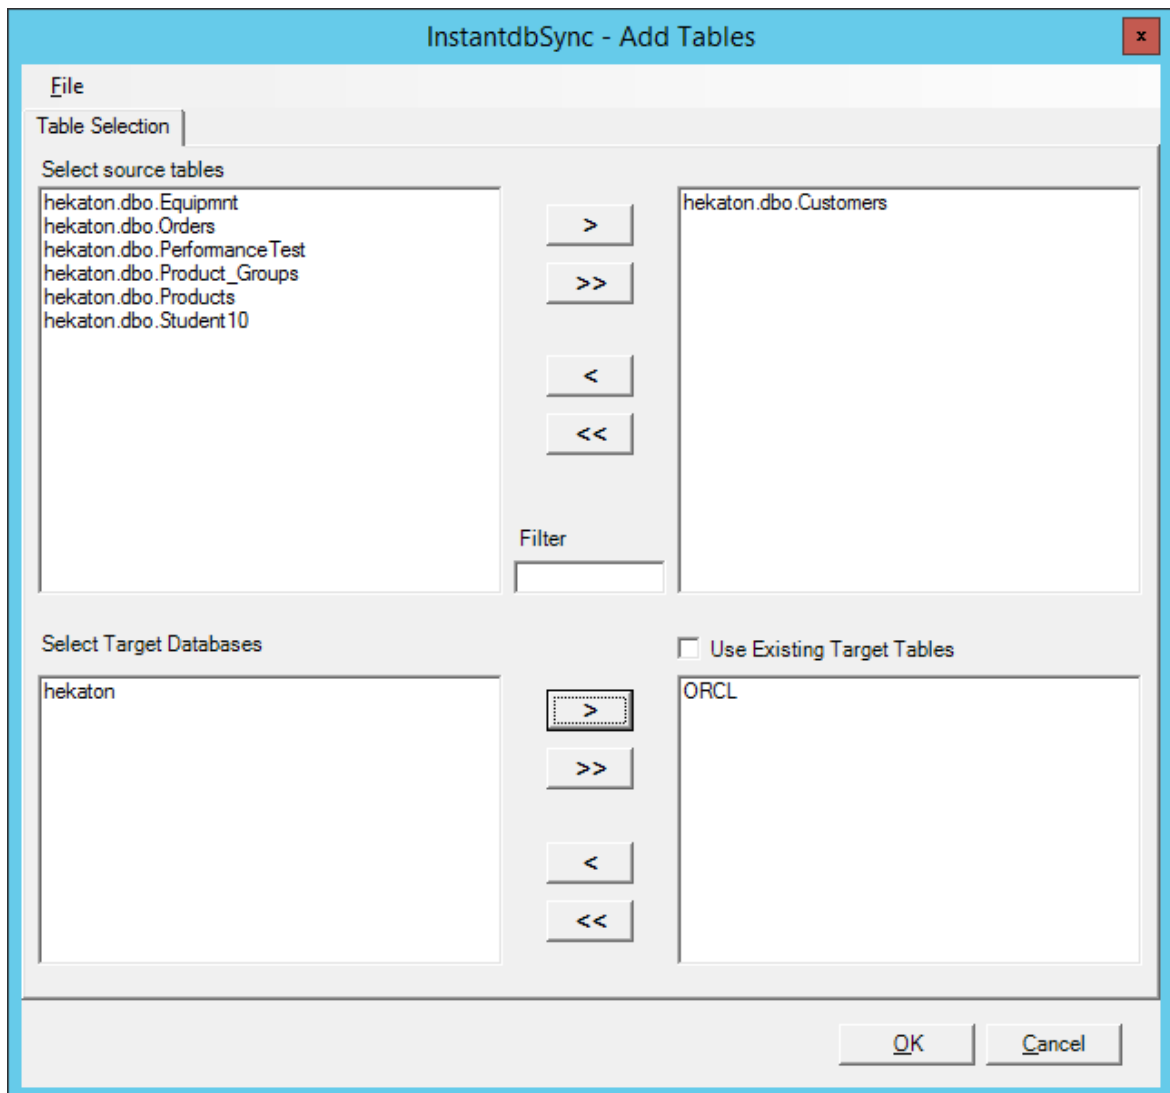 InstantdbSync - Add Tables
x
File
Table Selection
Select source tables
hekaton.dbo.Equipmnt
hekaton.dbo.Orders
hekaton.dbo.PerformanceTest
hekaton.dbo.Product_Groups
hekaton.dbo.Products
hekaton.dbo.Student10
>
>>
<
<<
Filter
hekaton.dbo.Customers
Select Target Databases
hekaton
>
>>
<
<<
Use Existing Target Tables
ORCL
OK
Cancel